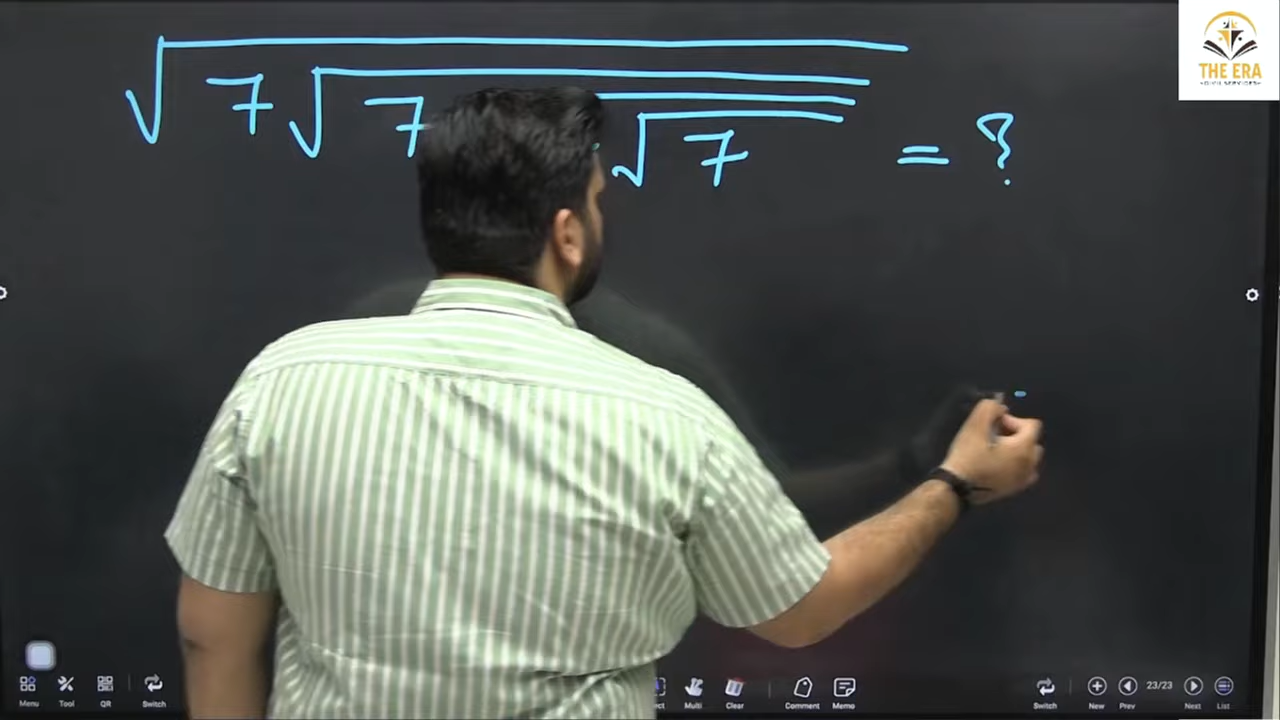 √7√7 √7 = ?
THE ERA
Menu
Tool
QR
Switch
Multi
Clear
Comment
Memo
Switch
New
Prev
23/23
Next
List